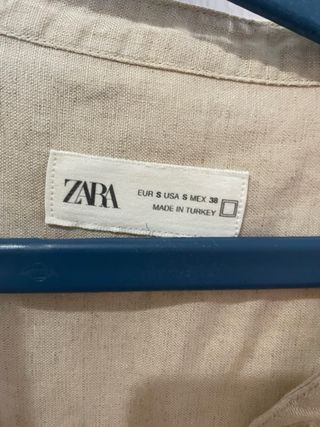 ZARA
EUR S USA S MEX 38
MADE IN TURKEY